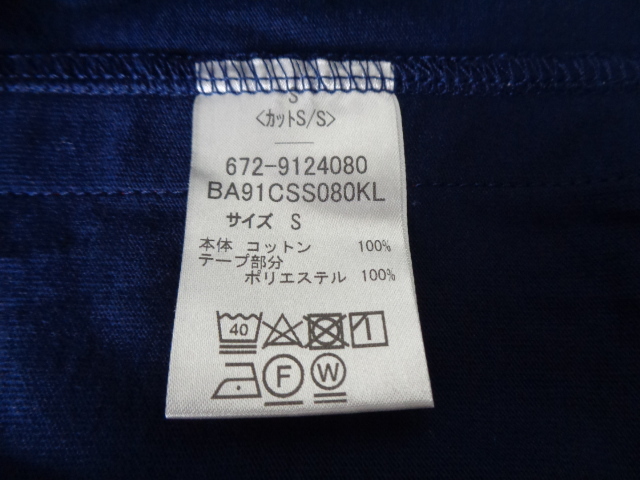 S
<カットS/S>
672-9124080
BA91CSS080KL
サイズ S
本体 コットン 100%
テープ部分
ポリエステル 100%
40
F W